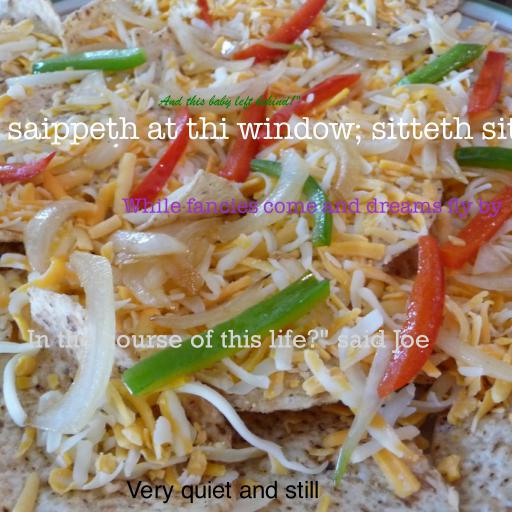 And this baby left behind!"
saippeth at thi window; sitteth sit
While fancies come and dreams fly by
In the course of this life?" said Joe
Very quiet and still